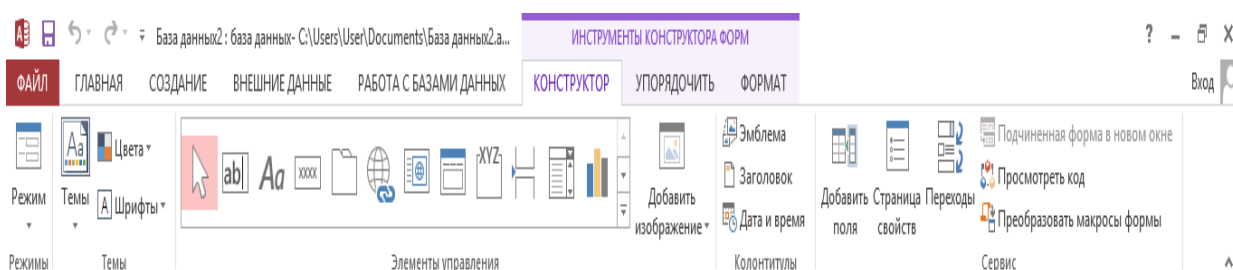 База данных2 : база данных- C:\Users\User\Documents\База данных2.a...
ИНСТРУМЕНТЫ КОНСТРУКТОРА ФОРМ
?
ФАЙЛ ГЛАВНАЯ СОЗДАНИЕ ВНЕШНИЕ ДАННЫЕ РАБОТА С БАЗАМИ ДАННЫХ КОНСТРУКТОР УПОРЯДОЧИТЬ ФОРМАТ Вход
Режим
Режимы
Aa
Темы
Цвета
A Шрифты
Темы
ab Aa XXXX XYZ
Элементы управления
Добавить
изображение
Эмблема
Заголовок
Дата и время
Колонтитулы
Добавить
поля
Страница
свойств
Переходы
Подчиненная форма в новом окне
Просмотреть код
Преобразовать макросы формы
Сервис